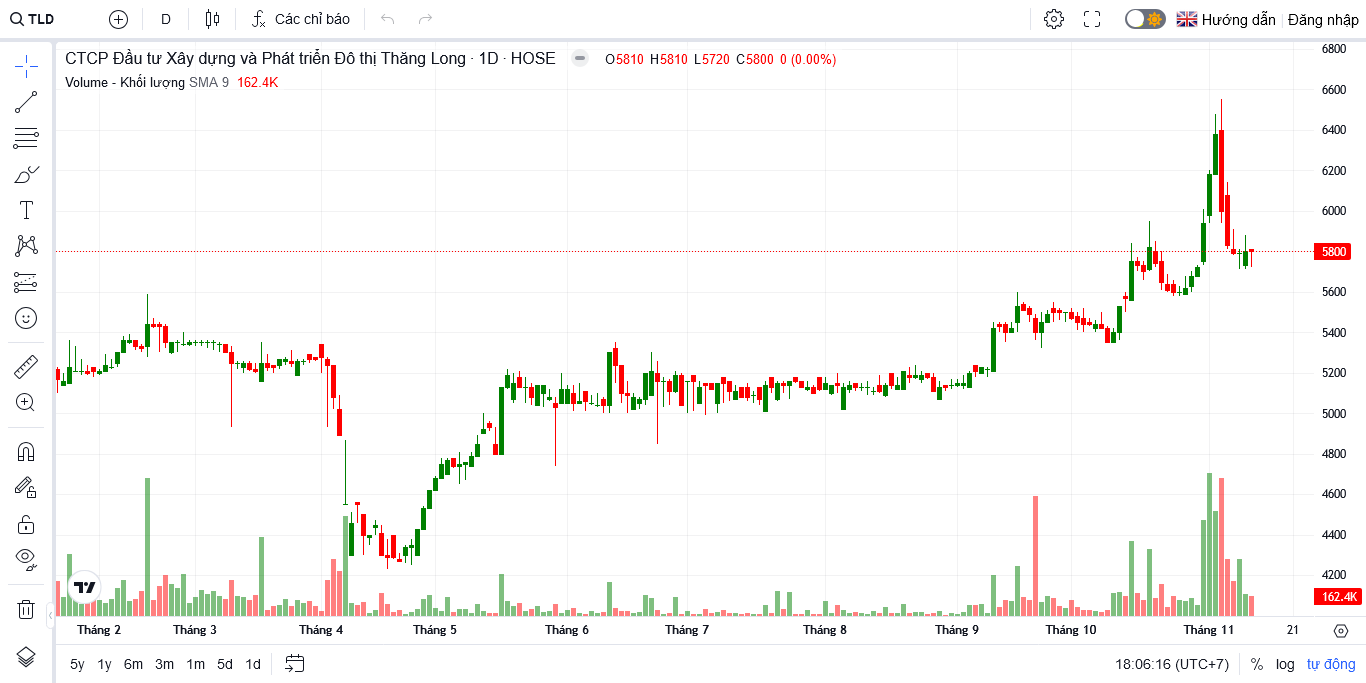 TLD D Các chỉ báo Hướng dẫn Đăng nhập
CTCP Đầu tư Xây dựng và Phát triển Đô thị Thăng Long · 1D · HOSE O5810 H5810 L5720 C5800 0 (0.00%)
Volume - Khối lượng SMA 9 162.4K
6800
6600
6400
6200
6000
5800
5600
5400
5200
5000
4800
4600
4400
4200
162.4K
Tháng 2 Tháng 3 Tháng 4 Tháng 5 Tháng 6 Tháng 7 Tháng 8 Tháng 9 Tháng 10 Tháng 11 21
5y 1y 6m 3m 1m 5d 1d 18:06:16 (UTC+7) % log tự động